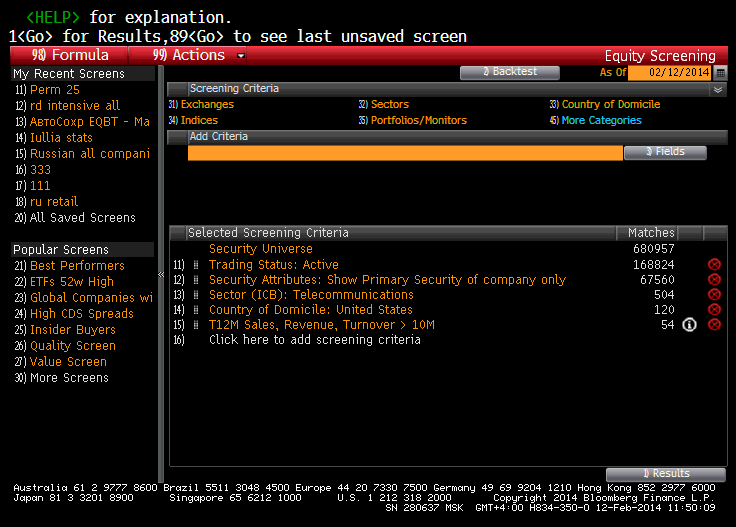 <HELP> for explanation.
1<Go> for Results,89<Go> to see last unsaved screen
98) Formula 99) Actions Equity Screening
My Recent Screens
11) Perm 25
12) rd intensive all
13) АвтоСохр EQBT - Ma
14) Iullia stats
15) Russian all compani
16) 333
17) 111
18) ru retail
20) All Saved Screens
Popular Screens
21) Best Performers
22) ETFs 52w High
23) Global Companies wi
24) High CDS Spreads
25) Insider Buyers
26) Quality Screen
27) Value Screen
30) More Screens
2) Backtest As Of 02/12/2014
Screening Criteria
31) Exchanges 32) Sectors 33) Country of Domicile
34) Indices 35) Portfolios/Monitors 45) More Categories
Add Criteria
3) Fields
Selected Screening Criteria Matches
Security Universe 680957
11) Trading Status: Active 168824
12) Security Attributes: Show Primary Security of company only 67560
13) Sector (ICB): Telecommunications 504
14) Country of Domicile: United States 120
15) T12M Sales, Revenue, Turnover > 10M 54
16) Click here to add screening criteria
1) Results
Australia 61 2 9777 8600 Brazil 5511 3048 4500 Europe 44 20 7330 7500 Germany 49 69 9204 1210 Hong Kong 852 2977 6000
Japan 81 3 3201 8900 Singapore 65 6212 1000 U.S. 1 212 318 2000 Copyright 2014 Bloomberg Finance L.P.
SN 280637 MSK GMT+4:00 H834-350-0 12-Feb-2014 11:50:09